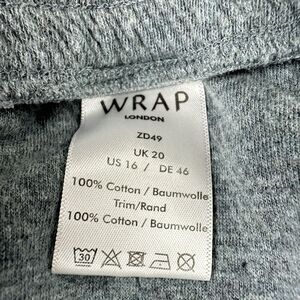 WRAP
LONDON
ZD49
UK 20
US 16 / DE 46
100% Cotton / Baumwolle
Trim/Rand
100% Cotton / Baumwolle
30